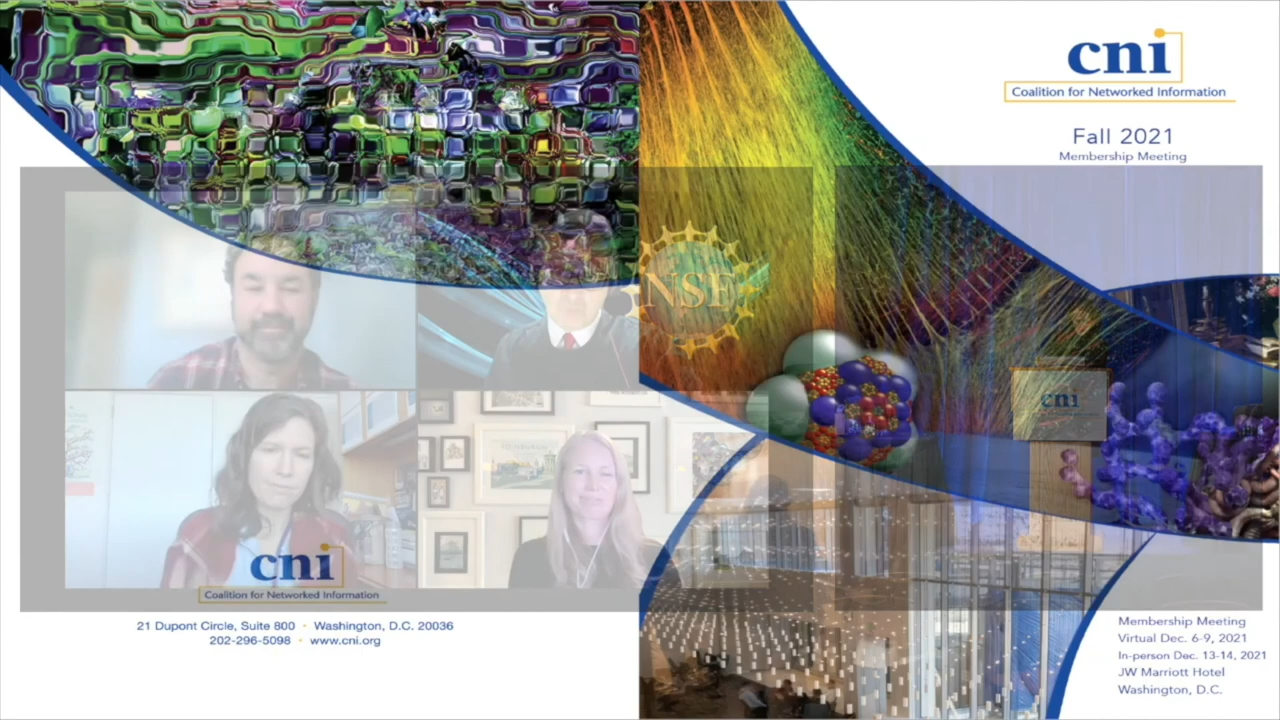 cni
Coalition for Networked Information
Fall 2021
Membership Meeting
NSF
cni
cni
Coalition for Networked Information
21 Dupont Circle, Suite 800 • Washington, D.C. 20036
202-296-5098 • www.cni.org
Membership Meeting
Virtual Dec. 6-9, 2021
In-person Dec. 13-14, 2021
JW Marriott Hotel
Washington, D.C.